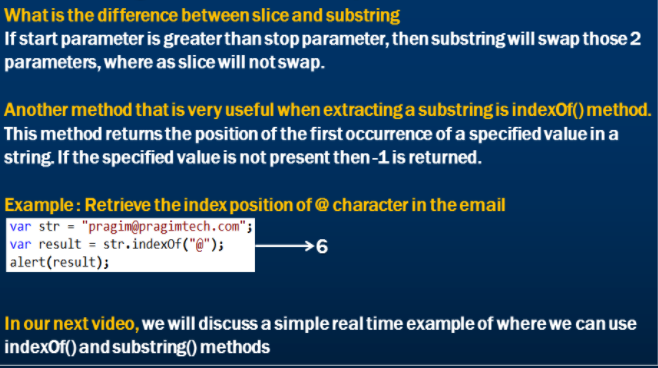 What is the difference between slice and substring
If start parameter is greater than stop parameter, then substring will swap those 2
parameters, where as slice will not swap.
Another method that is very useful when extracting a substring is indexOf() method.
This method returns the position of the first occurrence of a specified value in a
string. If the specified value is not present then -1 is returned.
Example : Retrieve the index position of @ character in the email
var str = "pragim@pragimtech.com";
var result = str.indexOf("@");
6
alert(result);
In our next video, we will discuss a simple real time example of where we can use
indexOf() and substring() methods